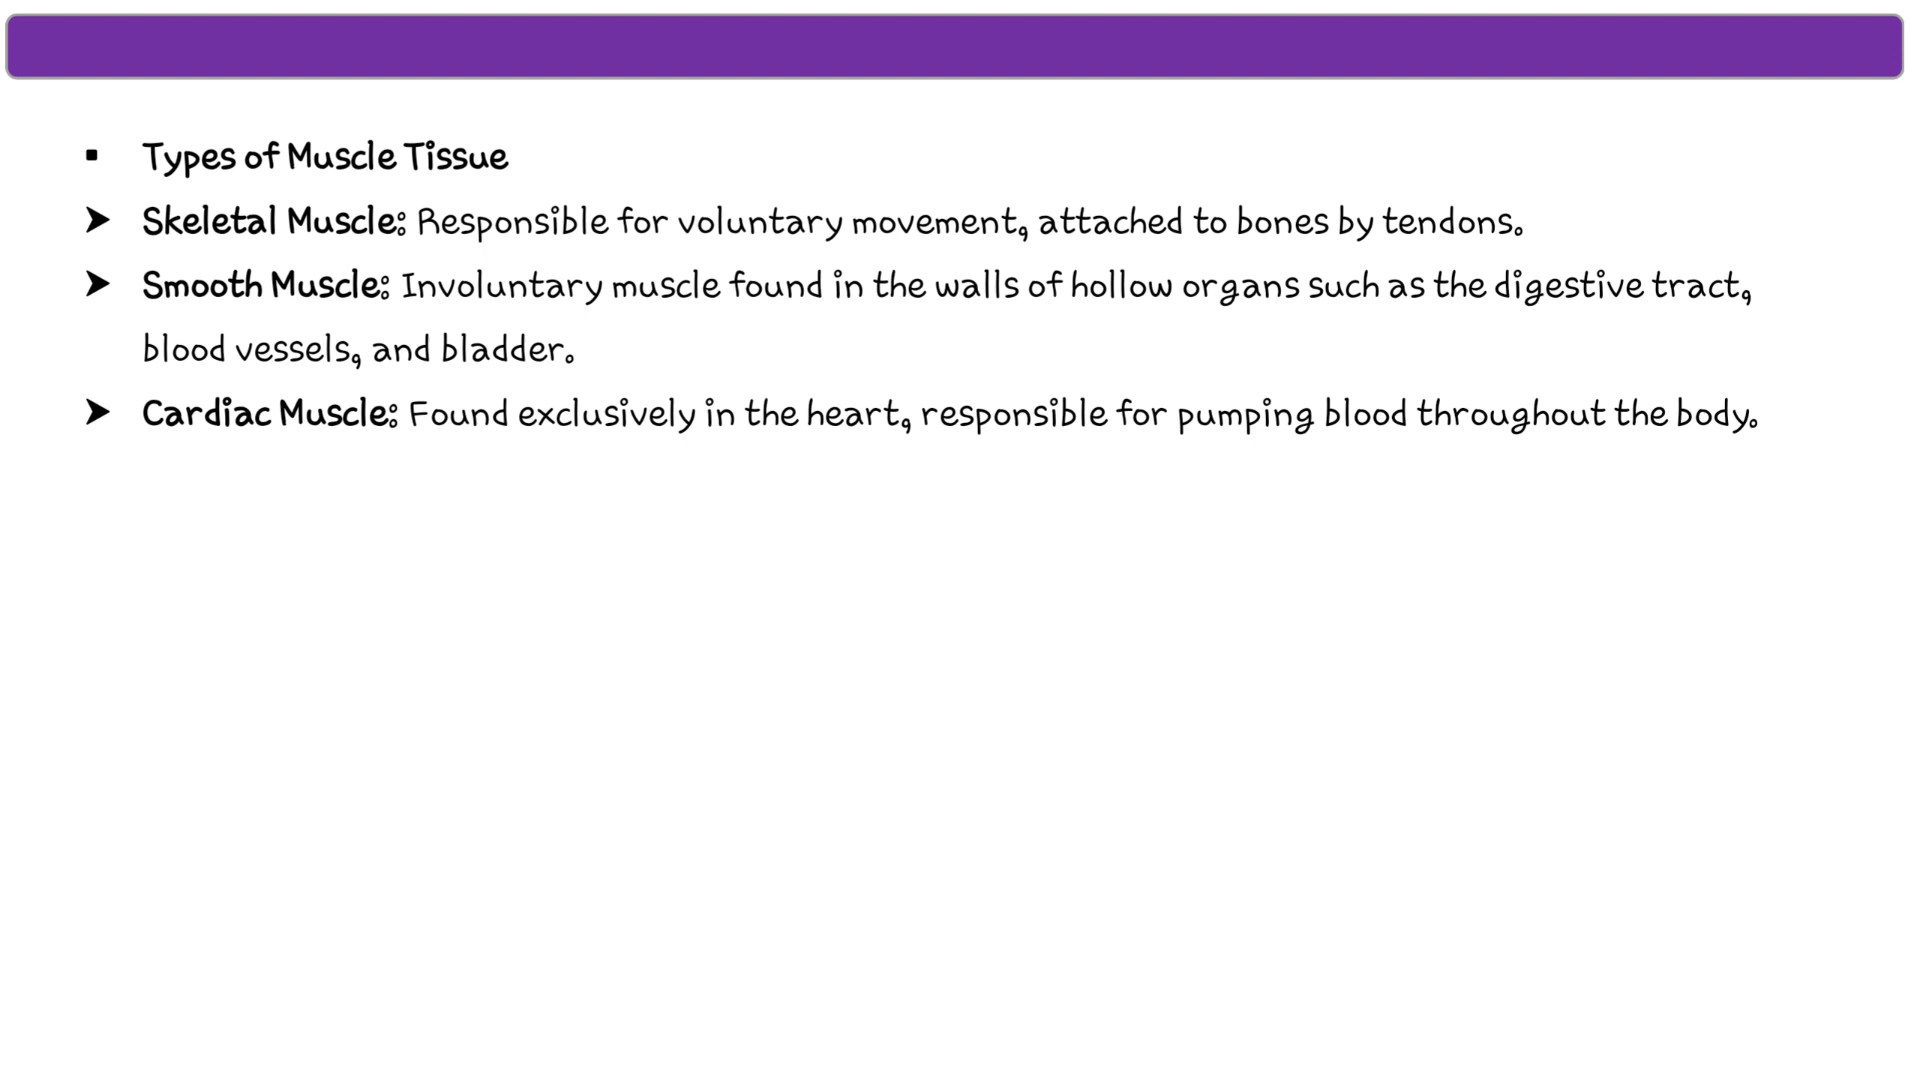 ▪ Types of Muscle Tissue
➤ Skeletal Muscle: Responsible for voluntary movement, attached to bones by tendons.
➤ Smooth Muscle: Involuntary muscle found in the walls of hollow organs such as the digestive tract,
blood vessels, and bladder.
➤ Cardiac Muscle: Found exclusively in the heart, responsible for pumping blood throughout the body.